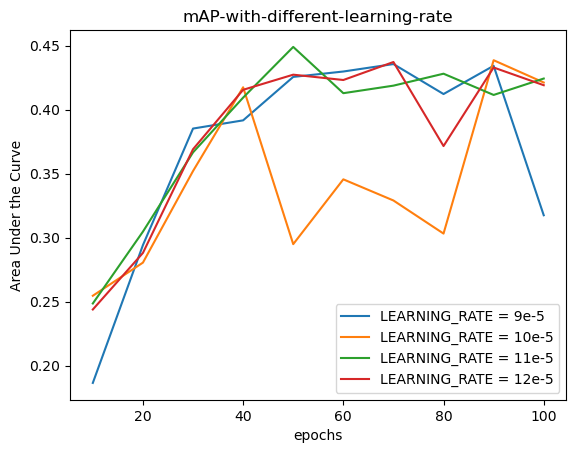 mAP-with-different-learning-rate
Area Under the Curve
0.45
0.40
0.35
0.30
0.25
0.20
20
40
60
80
100
epochs
LEARNING_RATE = 9e-5
LEARNING_RATE = 10e-5
LEARNING_RATE = 11e-5
LEARNING_RATE = 12e-5